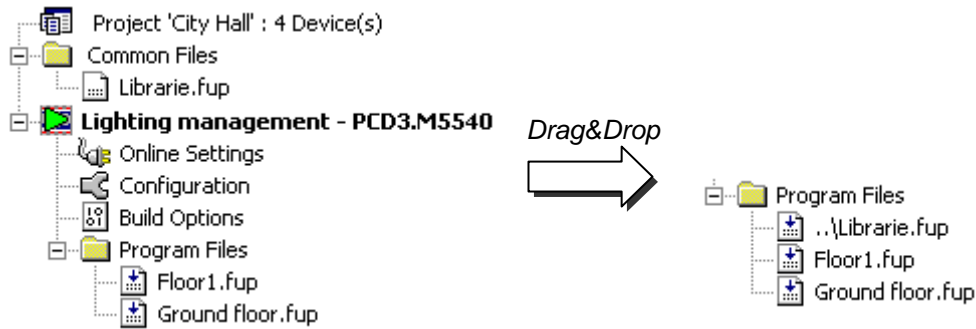 Project 'City Hall' : 4 Device(s)
Common Files
Librarie.fup
Lighting management - PCD3.M5540
Online Settings
Configuration
Build Options
Program Files
Floor1.fup
Ground floor.fup
Drag&Drop
Program Files
..\Librarie.fup
Floor1.fup
Ground floor.fup